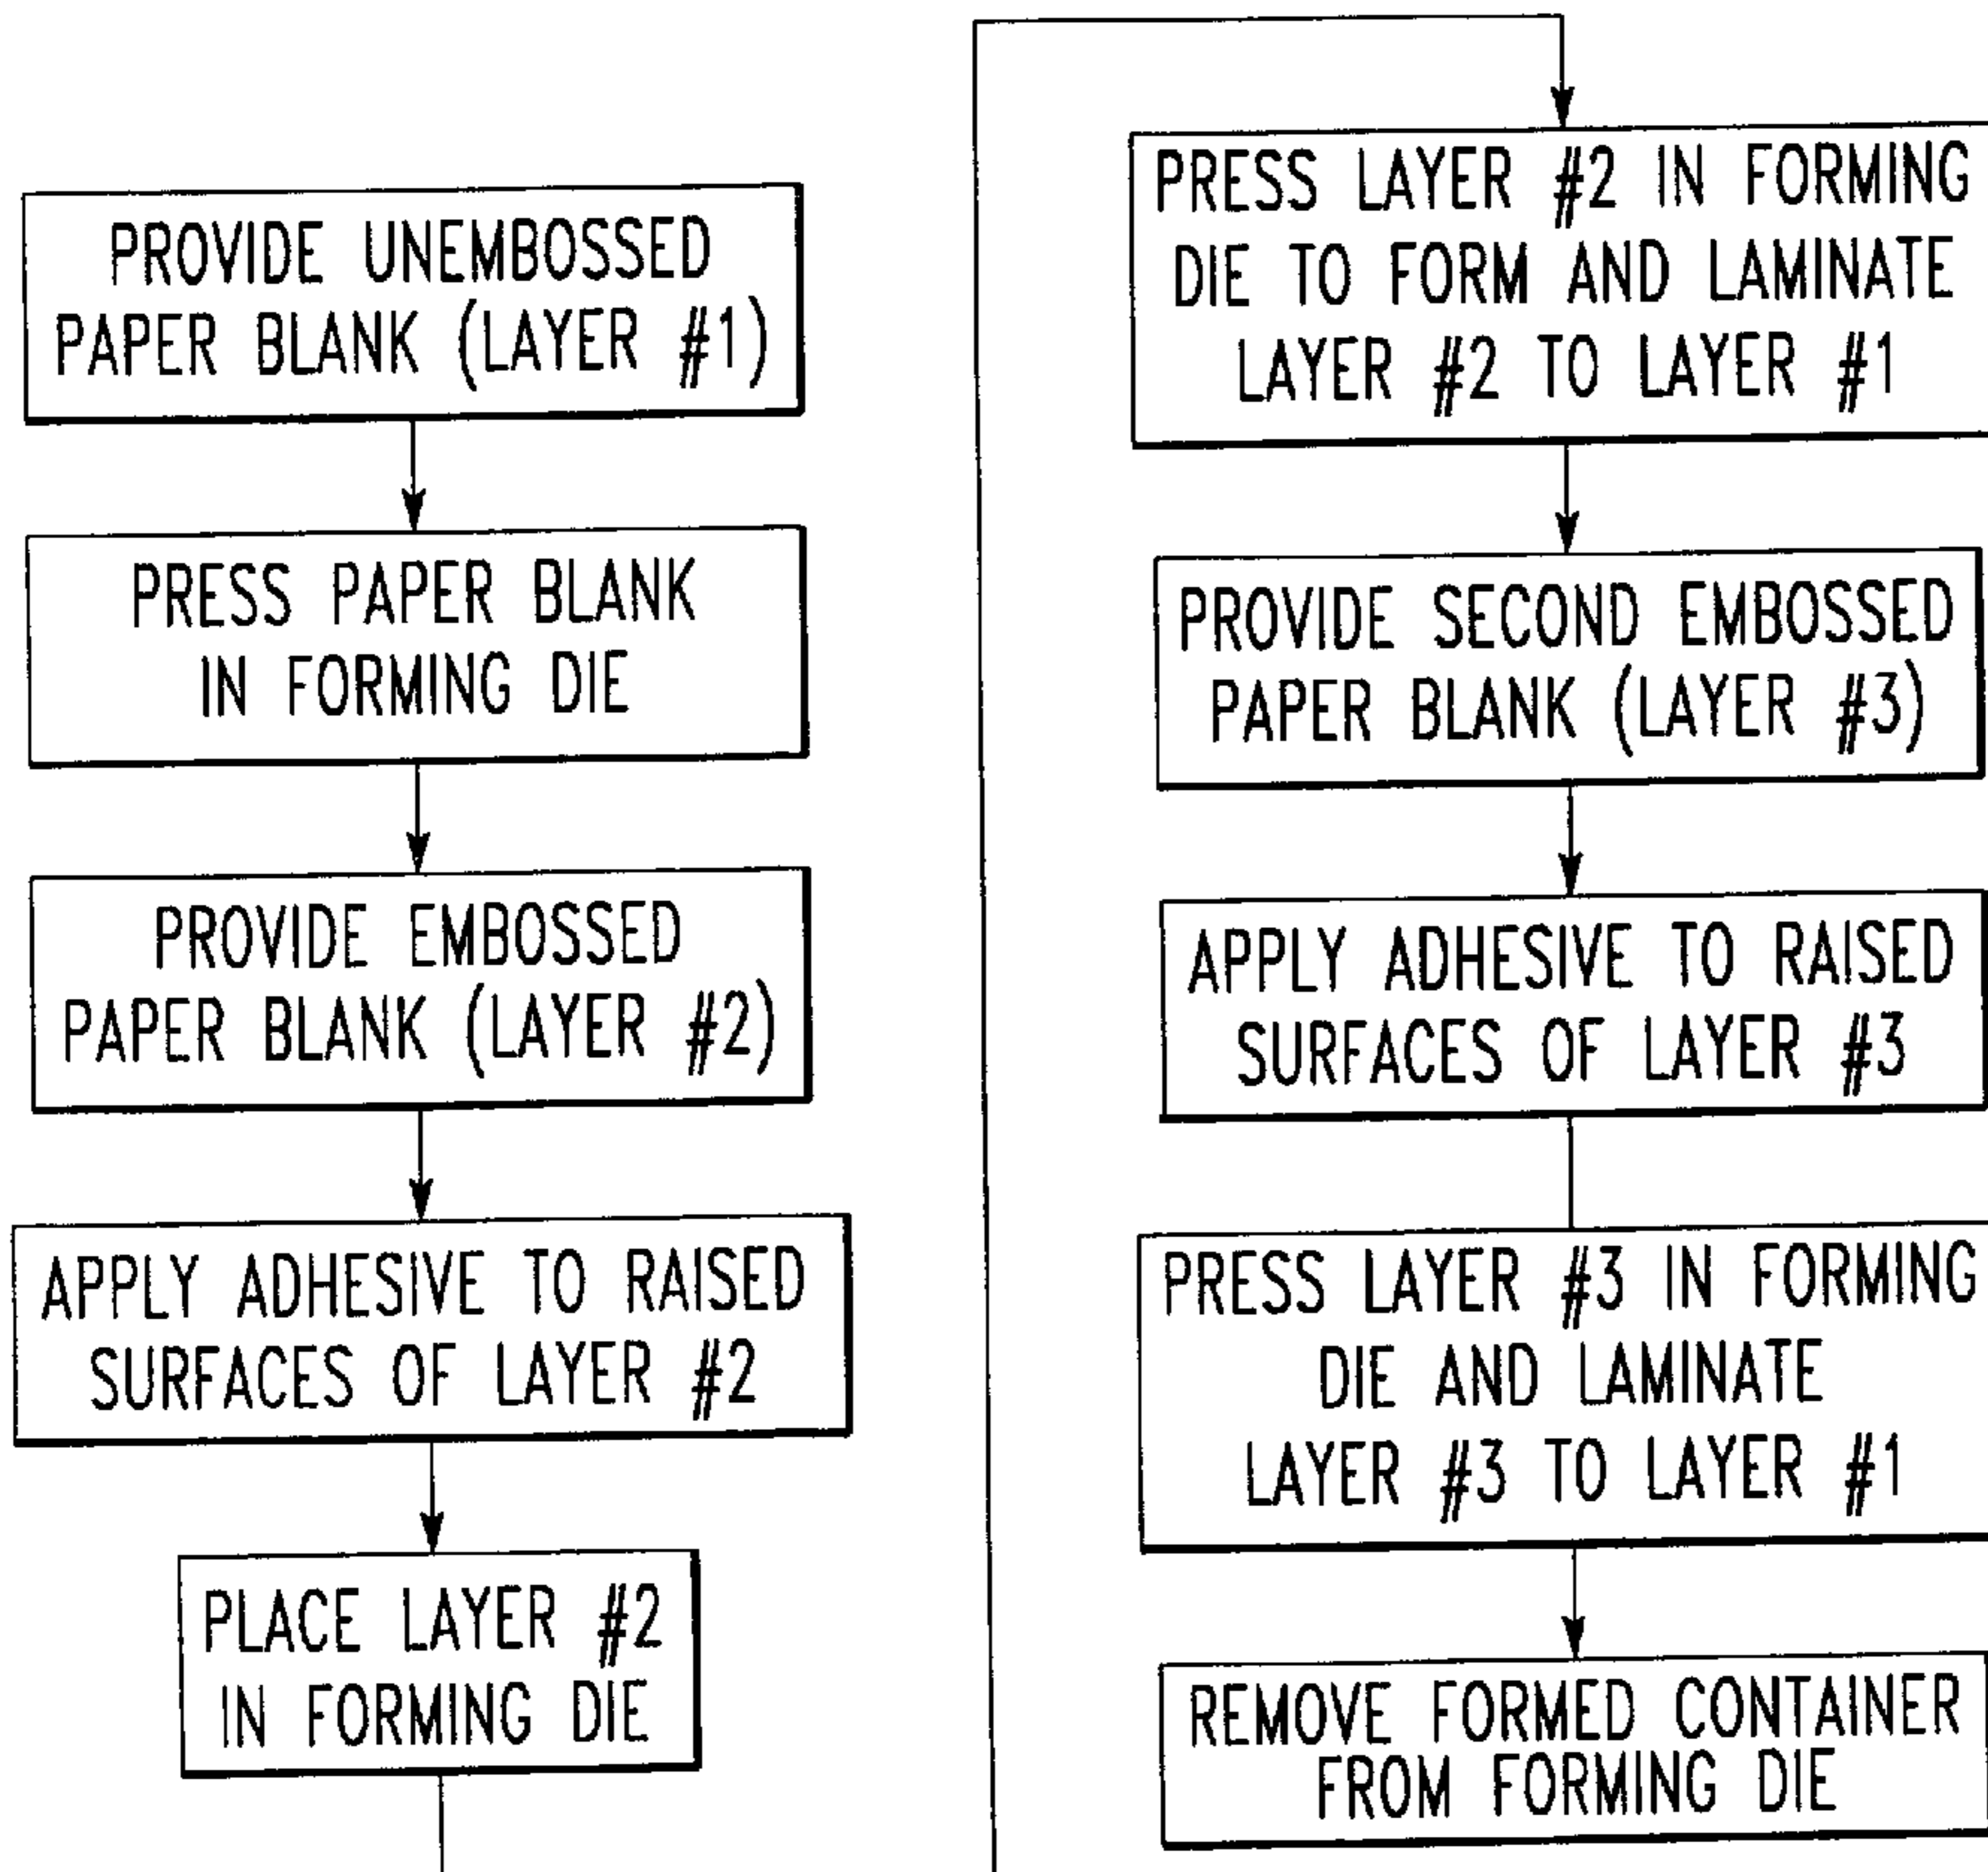 PROVIDE UNEMBOSSED
PAPER BLANK (LAYER #1)
PRESS PAPER BLANK
IN FORMING DIE
PROVIDE EMBOSSED
PAPER BLANK (LAYER #2)
APPLY ADHESIVE TO RAISED
SURFACES OF LAYER #2
PLACE LAYER #2
IN FORMING DIE
PRESS LAYER #2 IN FORMING
DIE TO FORM AND LAMINATE
LAYER #2 TO LAYER #1
PROVIDE SECOND EMBOSSED
PAPER BLANK (LAYER #3)
APPLY ADHESIVE TO RAISED
SURFACES OF LAYER #3
PRESS LAYER #3 IN FORMING
DIE AND LAMINATE
LAYER #3 TO LAYER #1
REMOVE FORMED CONTAINER
FROM FORMING DIE